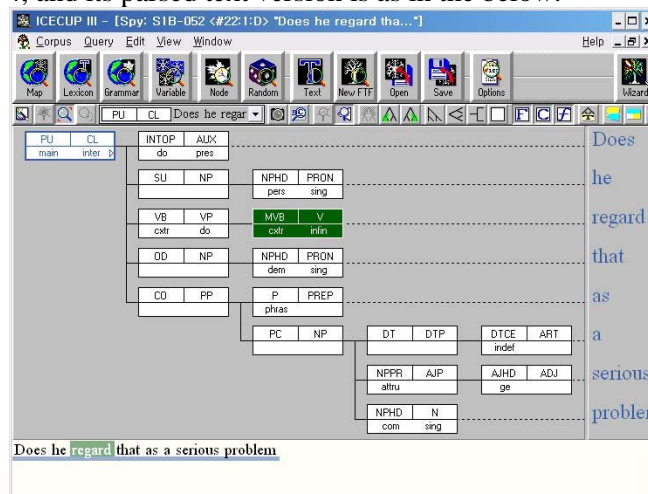 , and its parsed text version is as in the below.
ICECUP III - [Spy: S1B-052 <#22:1:D> "Does he regard tha..."]
Corpus Query Edit View Window Help
Map Lexicon Grammar Variable Node Random Text New FTF Open Save Options Wizard
PU CL Does he regar F C f
PU CL INTOP AUX Does
main inter do pres
SU NP NPHD PRON he
pers sing
VB VP MVB V regard
cxtr do cxtr infin
OD NP NPHD PRON that
dem sing
CO PP P PREP as
phras
PC NP DT DTP DTCE ART a
indef
NPPR AJP AJHD ADJ serious
attru ge
NPHD N problem
com sing
Does he regard that as a serious problem